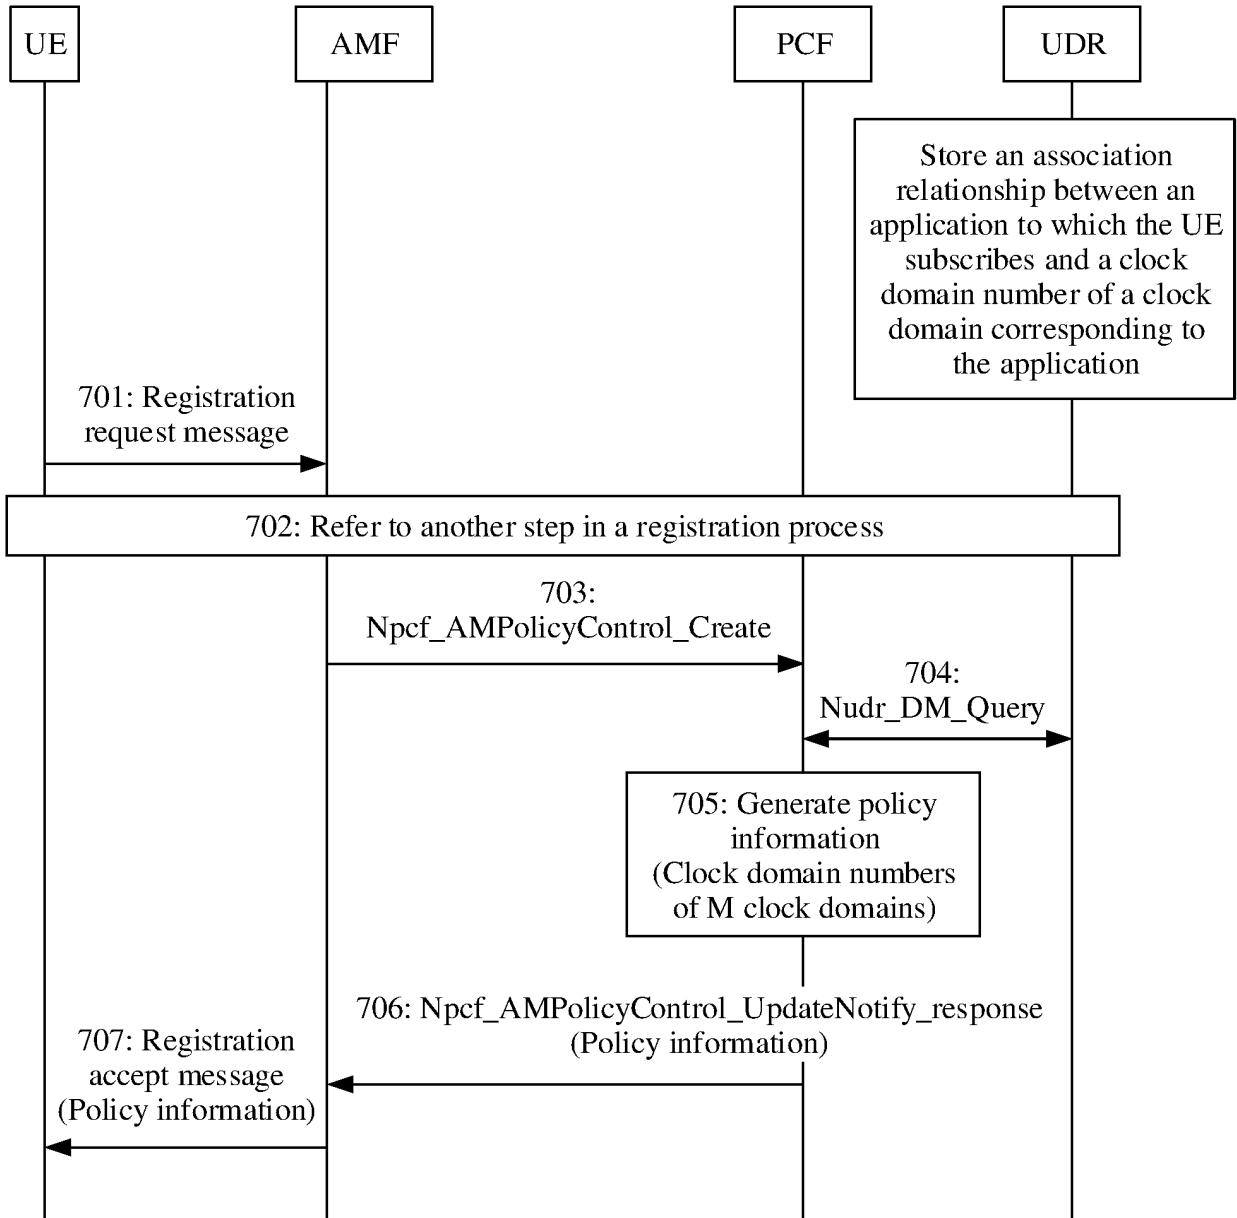 UE
AMF
PCF
UDR
Store an association
relationship between an
application to which the UE
subscribes and a clock
domain number of a clock
domain corresponding to
the application
701: Registration
request message
702: Refer to another step in a registration process
703:
Npcf_AMPolicyControl_Create
704:
Nudr_DM_Query
705: Generate policy
information
(Clock domain numbers
of M clock domains)
706: Npcf_AMPolicyControl_UpdateNotify_response
(Policy information)
707: Registration
accept message
(Policy information)